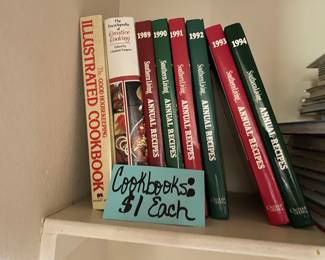 The GOOD HOUSEKEEPING
ILLUSTRATED COOKBOOK
The Encyclopedia of
Creative
Cooking
1989
Southern Living
ANNUAL RECIPES
1990
Southern Living
ANNUAL RECIPES
1991
Southern Living
ANNUAL RECIPES
1992
Southern Living
ANNUAL RECIPES
1993
Southern Living
ANNUAL RECIPES
1994
Southern Living
ANNUAL RECIPES
Cookbooks:
$1 Each